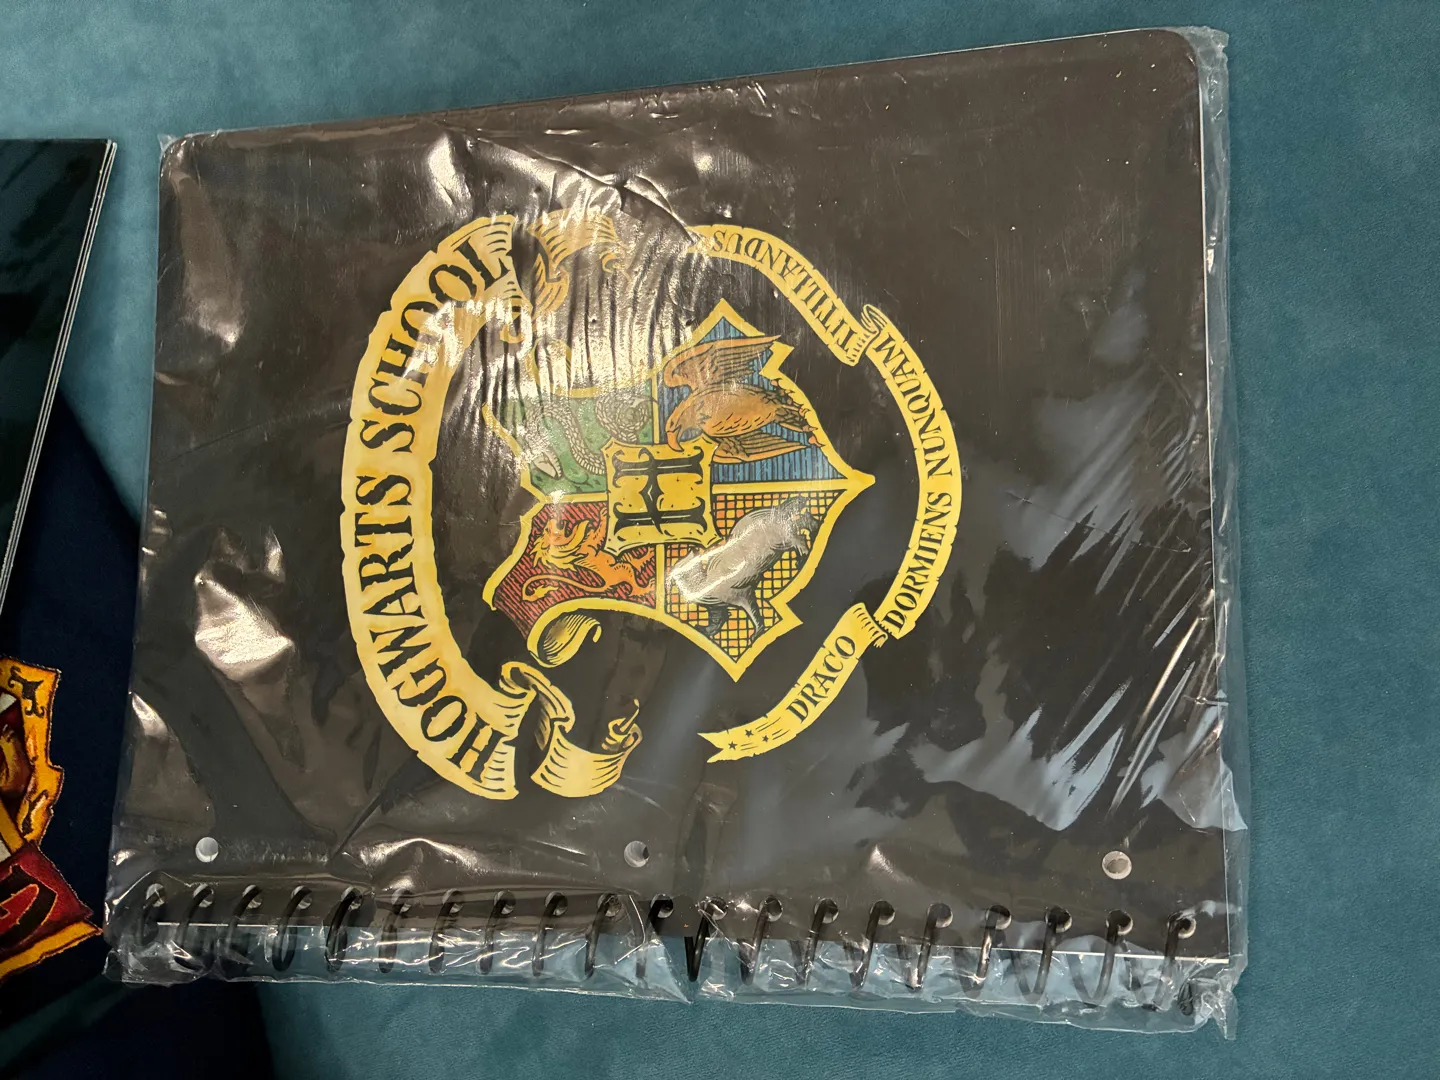 HOGWARTS SCHOOL
H
DRACO DORMIENS NUNQUAM TITILLANDUS